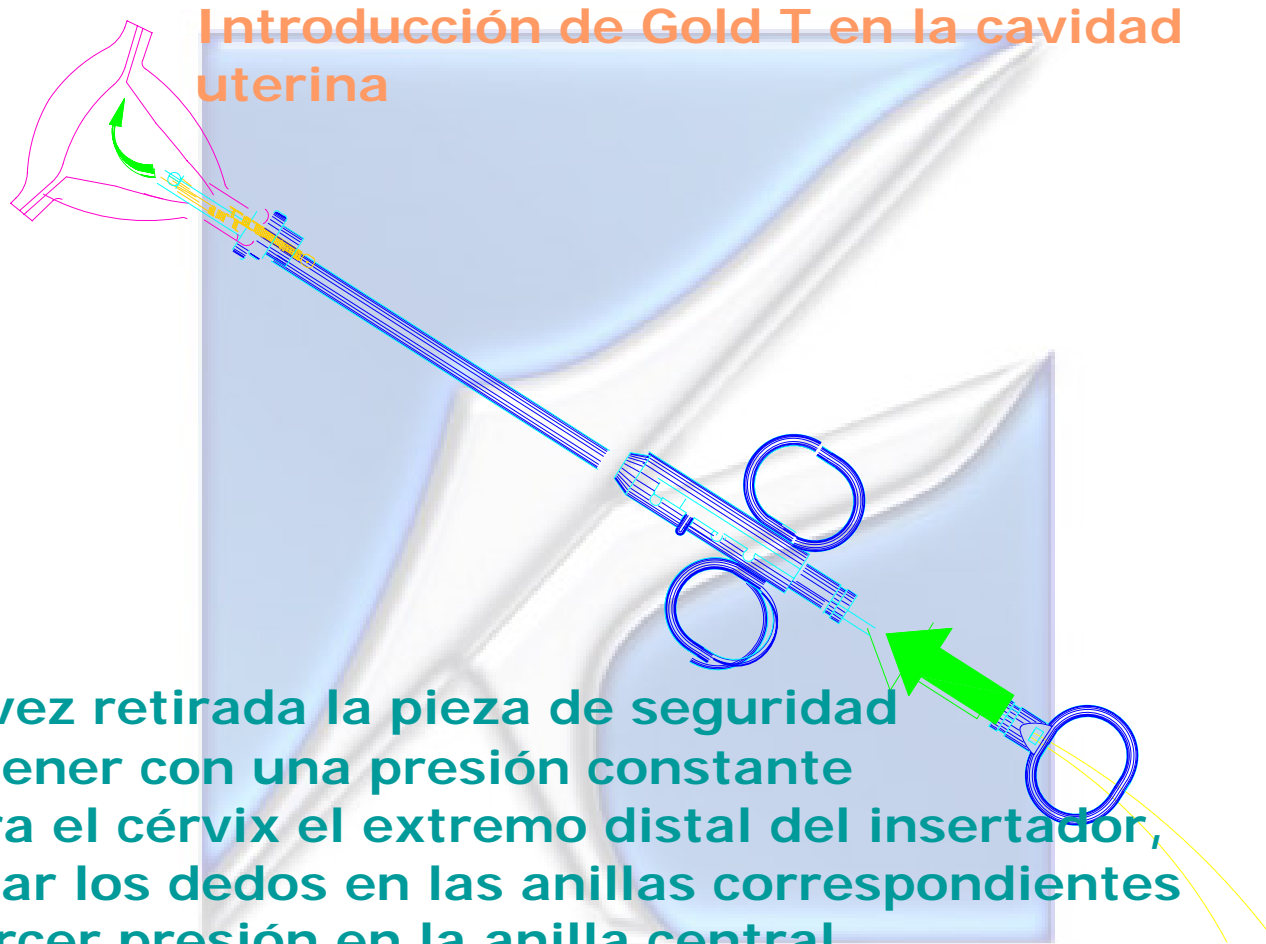 Introducción de Gold T en la cavidad
uterina
vez retirada la pieza de seguridad
ener con una presión constante
ra el cérvix el extremo distal del insertador,
ar los dedos en las anillas correspondientes
rcer presión en la anilla central